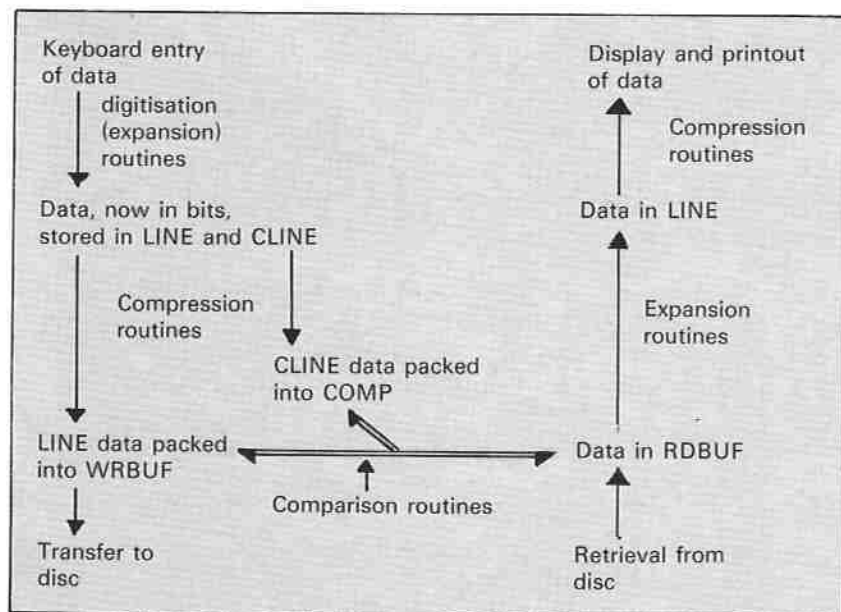 Keyboard entry
of data
digitisation
(expansion)
routines
Data, now in bits,
stored in LINE and CLINE
Compression
routines
CLINE data packed
into COMP
LINE data packed
into WRBUF
Comparison routines
Transfer to
disc
Display and printout
of data
Compression
routines
Data in LINE
Expansion
routines
Data in RDBUF
Retrieval from
disc